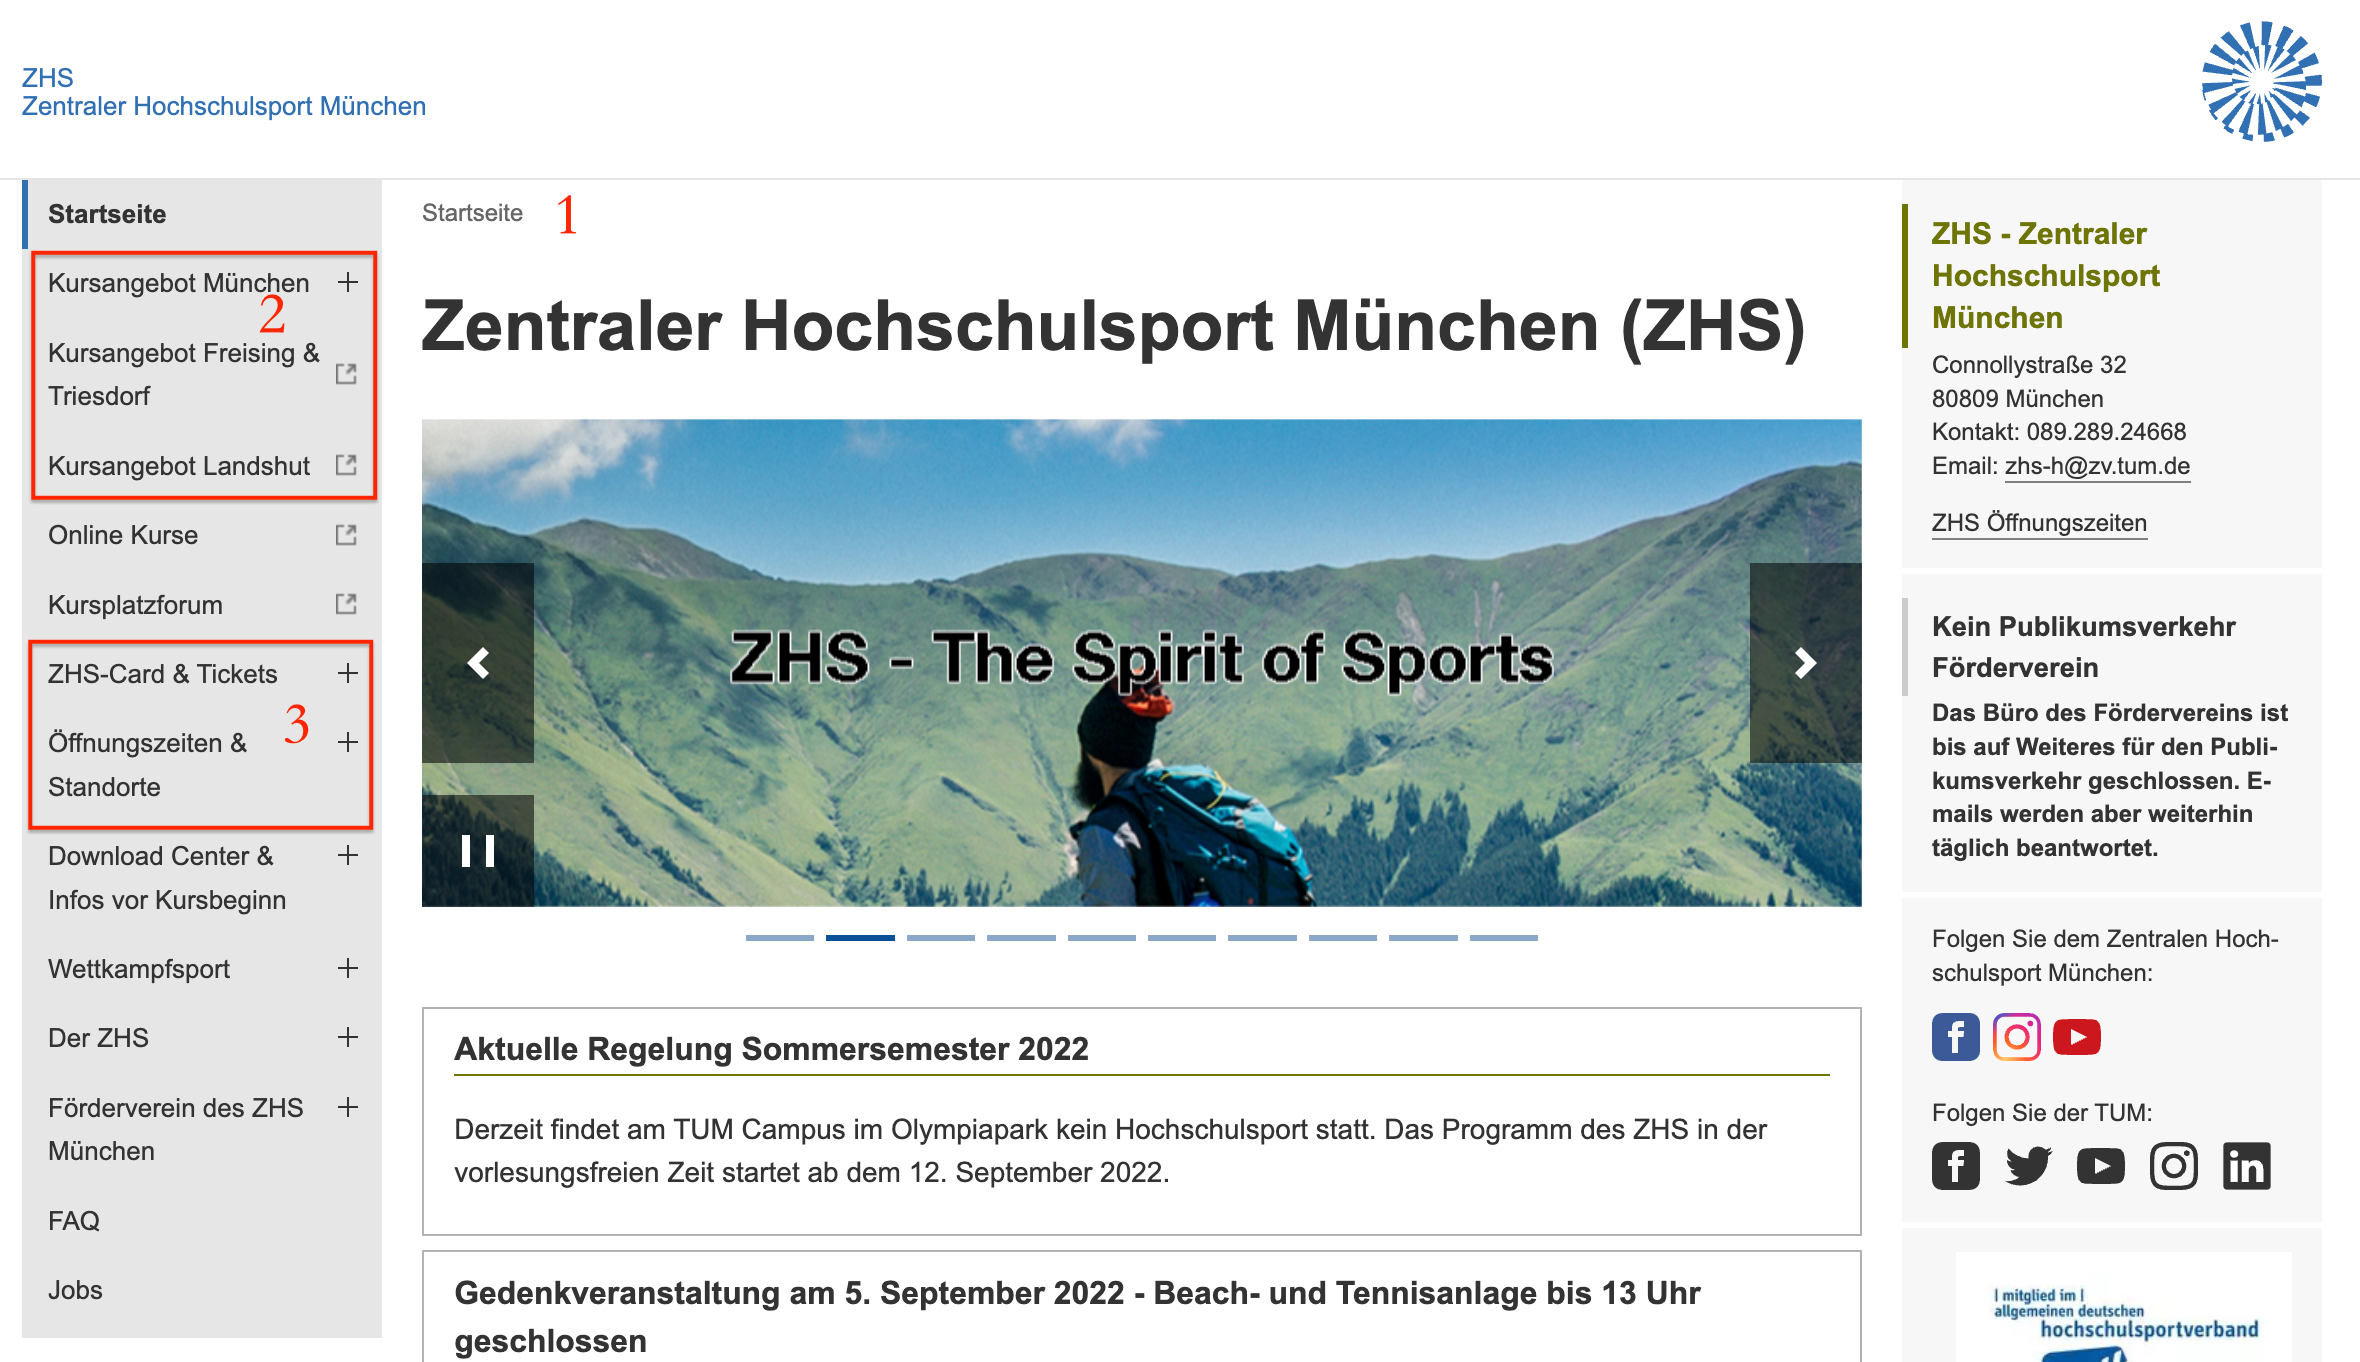 ZHS
Zentraler Hochschulsport München
Startseite
Kursangebot München
2
Kursangebot Freising &
Triesdorf
Kursangebot Landshut
Online Kurse
Kursplatzforum
ZHS-Card & Tickets
3
Öffnungszeiten &
Standorte
Download Center &
Infos vor Kursbeginn
Wettkampfsport
Der ZHS
Förderverein des ZHS
München
FAQ
Jobs
Startseite 1
Zentraler Hochschulsport München (ZHS)
ZHS - The Spirit of Sports
Aktuelle Regelung Sommersemester 2022
Derzeit findet am TUM Campus im Olympiapark kein Hochschulsport statt. Das Programm des ZHS in der
vorlesungsfreien Zeit startet ab dem 12. September 2022.
Gedenkveranstaltung am 5. September 2022 - Beach- und Tennisanlage bis 13 Uhr
geschlossen
ZHS - Zentraler
Hochschulsport
München
Connollystraße 32
80809 München
Kontakt: 089.289.24668
Email: zhs-h@zv.tum.de
ZHS Öffnungszeiten
Kein Publikumsverkehr
Förderverein
Das Büro des Fördervereins ist
bis auf Weiteres für den Publi-
kumsverkehr geschlossen. E-
mails werden aber weiterhin
täglich beantwortet.
Folgen Sie dem Zentralen Hoch-
schulsport München:
Folgen Sie der TUM:
| mitglied im |
allgemeinen deutschen
hochschulsportverband